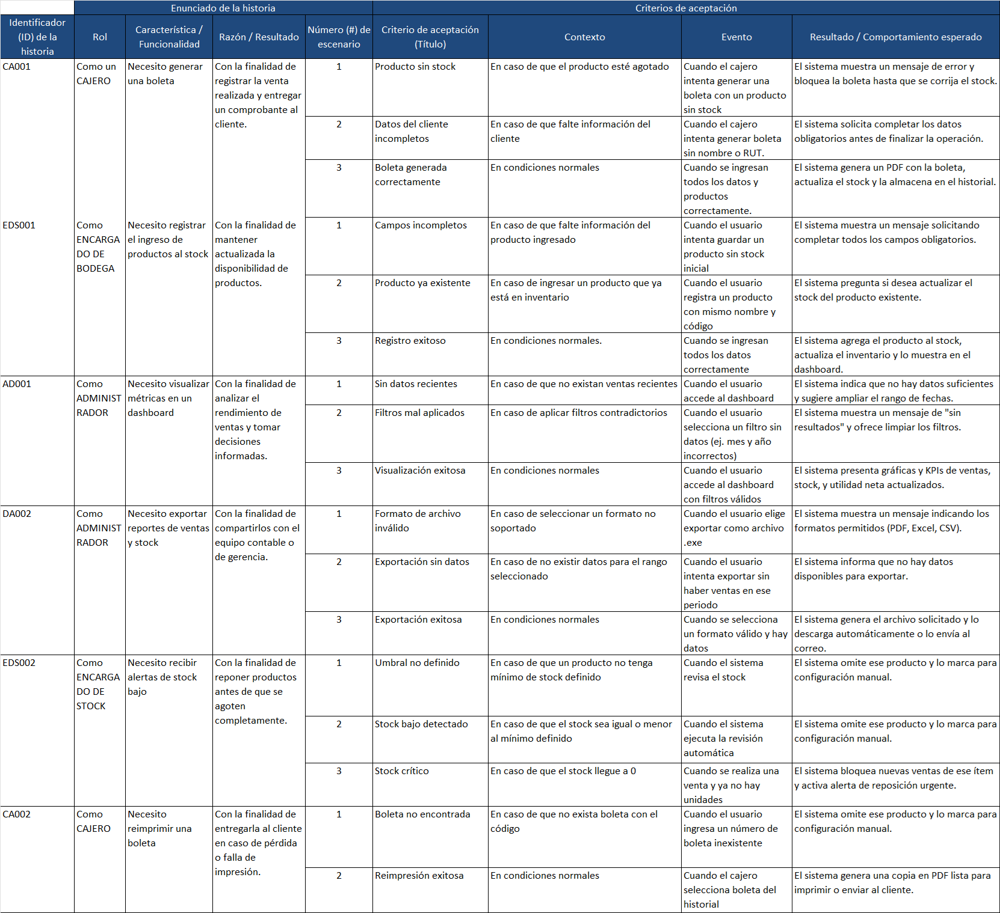 Enunciado de la historia
Criterios de aceptación
Identificador
(ID) de la
historia
Rol
Característica /
Funcionalidad
Razón / Resultado
Número (#) de
escenario
Criterio de aceptación
(Título)
Contexto
Evento
Resultado / Comportamiento esperado
CA001
Como un
CAJERO
Necesito generar
una boleta
Con la finalidad de
registrar la venta
realizada y entregar
un comprobante al
cliente.
1
Producto sin stock
En caso de que el producto esté agotado
Cuando el cajero
intenta generar una
boleta con un producto
sin stock
El sistema muestra un mensaje de error y
bloquea la boleta hasta que se corrija el stock.
2
Datos del cliente
incompletos
En caso de que falte información del
cliente
Cuando el cajero
intenta generar boleta
sin nombre o RUT.
El sistema solicita completar los datos
obligatorios antes de finalizar la operación.
3
Boleta generada
correctamente
En condiciones normales
Cuando se ingresan
todos los datos y
productos
correctamente.
El sistema genera un PDF con la boleta,
actualiza el stock y la almacena en el historial.
EDS001
Como
ENCARGA
DO DE
BODEGA
Necesito registrar
el ingreso de
productos al stock
Con la finalidad de
mantener
actualizada la
disponibilidad de
productos.
1
Campos incompletos
En caso de que falte información del
producto ingresado
Cuando el usuario
intenta guardar un
producto sin stock
inicial
El sistema muestra un mensaje solicitando
completar todos los campos obligatorios.
2
Producto ya existente
En caso de ingresar un producto que ya
está en inventario
Cuando el usuario
registra un producto
con mismo nombre y
código
El sistema pregunta si desea actualizar el
stock del producto existente.
3
Registro exitoso
En condiciones normales.
Cuando se ingresan
todos los datos
correctamente
El sistema agrega el producto al stock,
actualiza el inventario y lo muestra en el
dashboard.
AD001
Como
ADMINIST
RADOR
Necesito visualizar
métricas en un
dashboard
Con la finalidad de
analizar el
rendimiento de
ventas y tomar
decisiones
informadas.
1
Sin datos recientes
En caso de que no existan ventas recientes
Cuando el usuario
accede al dashboard
El sistema indica que no hay datos suficientes
y sugiere ampliar el rango de fechas.
2
Filtros mal aplicados
En caso de aplicar filtros contradictorios
Cuando el usuario
selecciona un filtro sin
datos (ej. mes y año
incorrectos)
El sistema muestra un mensaje de "sin
resultados" y ofrece limpiar los filtros.
3
Visualización exitosa
En condiciones normales
Cuando el usuario
accede al dashboard
con filtros válidos
El sistema presenta gráficas y KPIs de ventas,
stock, y utilidad neta actualizados.
DA002
Como
ADMINIST
RADOR
Necesito exportar
reportes de ventas
y stock
Con la finalidad de
compartirlos con el
equipo contable o
de gerencia.
1
Formato de archivo
inválido
En caso de seleccionar un formato no
soportado
Cuando el usuario elige
exportar como archivo
.exe
El sistema muestra un mensaje indicando los
formatos permitidos (PDF, Excel, CSV).
2
Exportación sin datos
En caso de no existir datos para el rango
seleccionado
Cuando el usuario
intenta exportar sin
haber ventas en ese
periodo
El sistema informa que no hay datos
disponibles para exportar.
3
Exportación exitosa
En condiciones normales
Cuando se selecciona
un formato válido y hay
datos
El sistema genera el archivo solicitado y lo
descarga automáticamente o lo envía al
correo.
EDS002
Como
ENCARGA
DO DE
STOCK
Necesito recibir
alertas de stock
bajo
Con la finalidad de
reponer productos
antes de que se
agoten
completamente.
1
Umbral no definido
En caso de que un producto no tenga
mínimo de stock definido
Cuando el sistema
revisa el stock
El sistema omite ese producto y lo marca para
configuración manual.
2
Stock bajo detectado
En caso de que el stock sea igual o menor
al mínimo definido
Cuando el sistema
ejecuta la revisión
automática
El sistema omite ese producto y lo marca para
configuración manual.
3
Stock crítico
En caso de que el stock llegue a 0
Cuando se realiza una
venta y ya no hay
unidades
El sistema bloquea nuevas ventas de ese ítem
y activa alerta de reposición urgente.
CA002
Como
CAJERO
Necesito
reimprimir una
boleta
Con la finalidad de
entregarla al cliente
en caso de pérdida
o falla de
impresión.
1
Boleta no encontrada
En caso de que no exista boleta con el
código
Cuando el usuario
ingresa un número de
boleta inexistente
El sistema omite ese producto y lo marca para
configuración manual.
2
Reimpresión exitosa
En condiciones normales
Cuando el cajero
selecciona boleta del
historial
El sistema genera una copia en PDF lista para
imprimir o enviar al cliente.